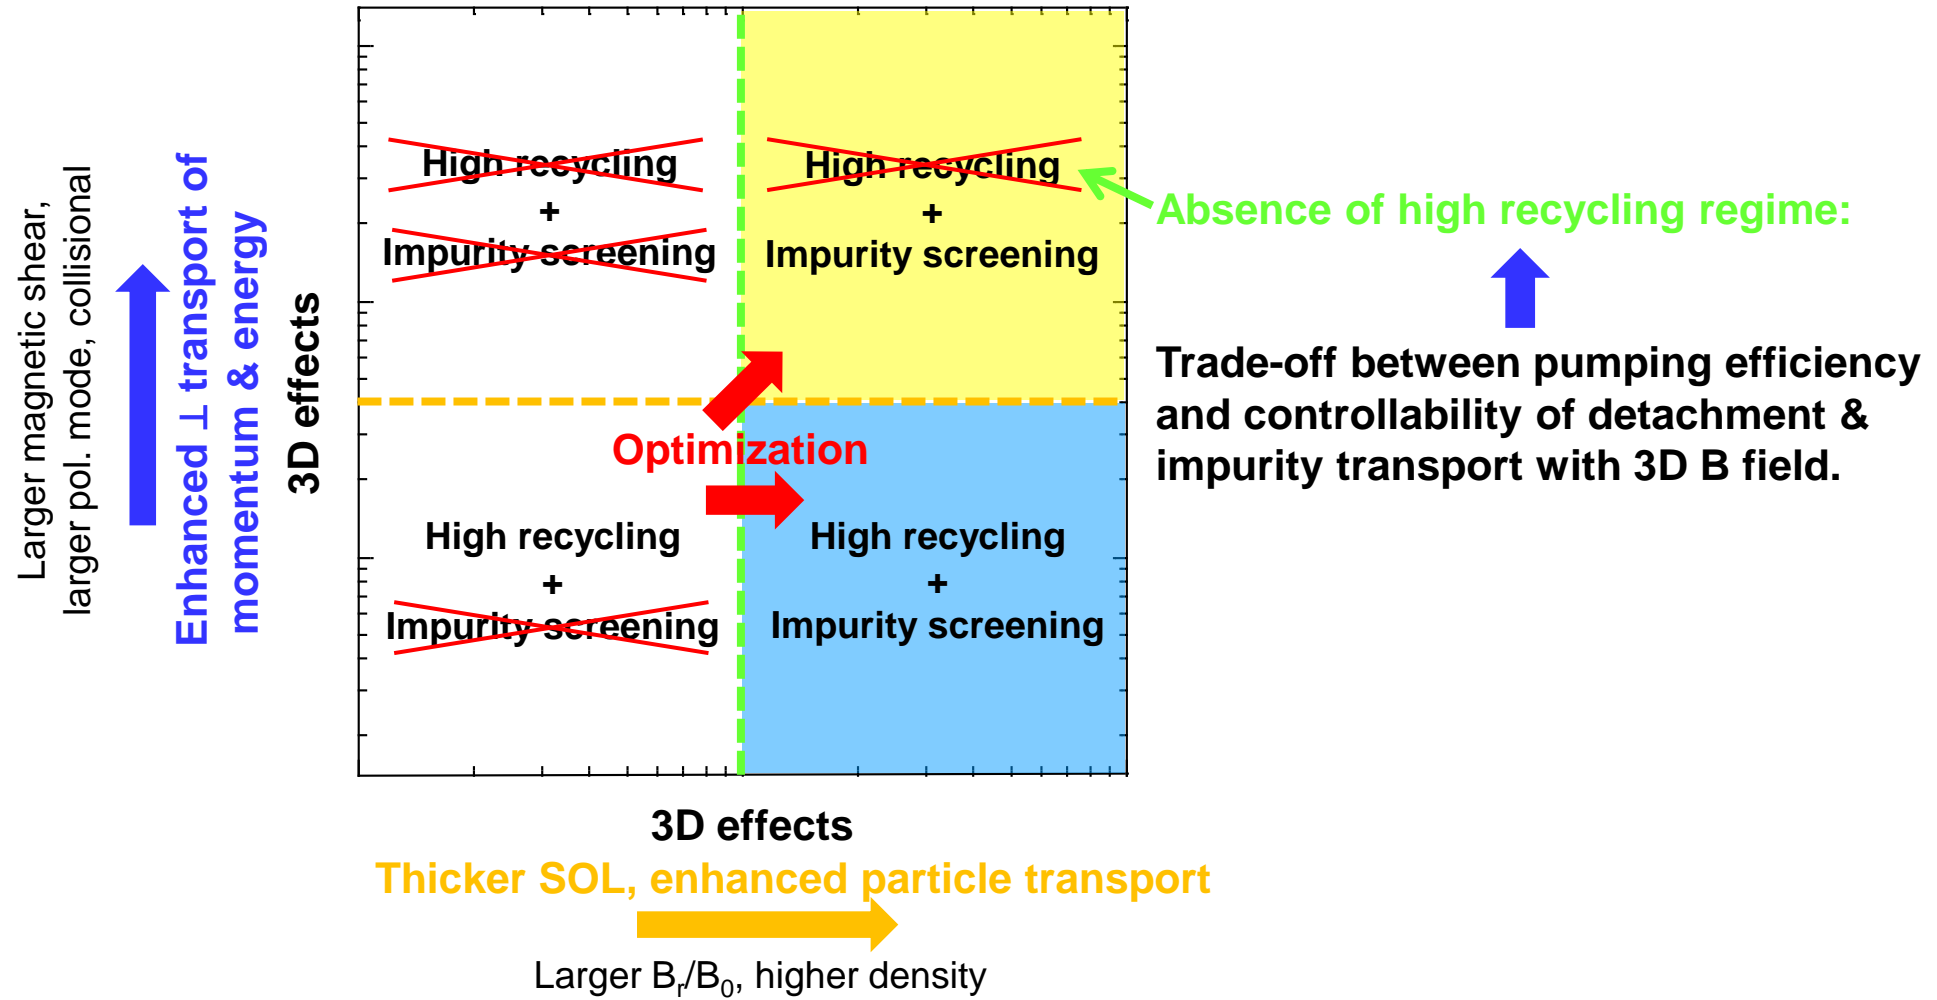 Larger magnetic shear,
larger pol. mode, collisional
Enhanced ⊥ transport of
momentum & energy
3D effects
High recycling
+
Impurity screening
High recycling
+
Impurity screening
Optimization
High recycling
+
Impurity screening
High recycling
+
Impurity screening
Absence of high recycling regime:
Trade-off between pumping efficiency
and controllability of detachment &
impurity transport with 3D B field.
3D effects
Thicker SOL, enhanced particle transport
Larger Br/B0, higher density